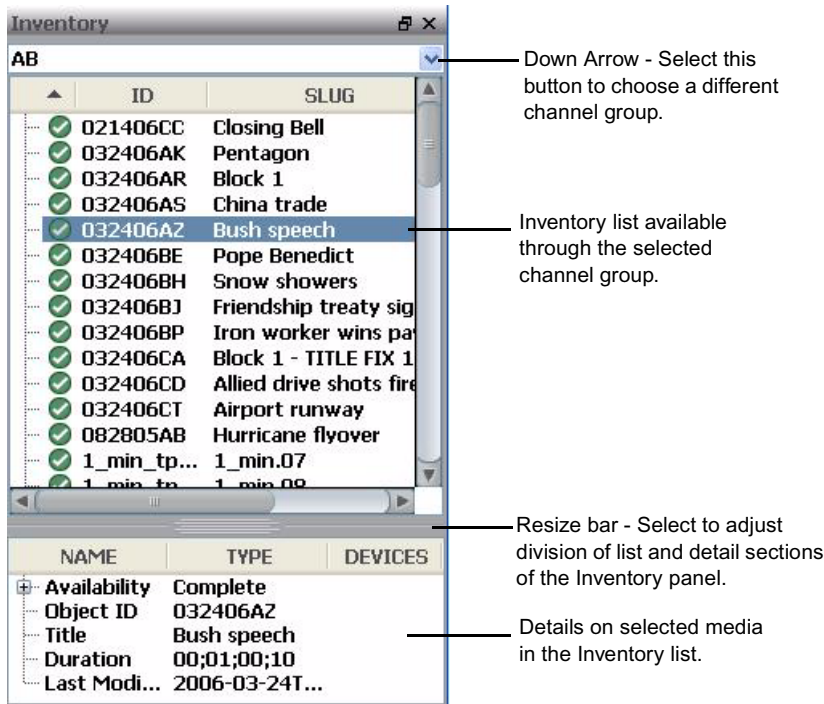 Inventory
AB
Down Arrow - Select this
button to choose a different
channel group.
ID SLUG
021406CC Closing Bell
032406AK Pentagon
032406AR Block 1
032406AS China trade
032406AZ Bush speech
Inventory list available
through the selected
channel group.
032406BE Pope Benedict
032406BH Snow showers
032406BJ Friendship treaty sig
032406BP Iron worker wins pa
032406CA Block 1 - TITLE FIX 1
032406CD Allied drive shots fire
032406CT Airport runway
082805AB Hurricane flyover
1_min_tp... 1_min.07
1_min_tp... 1_min.08
Resize bar - Select to adjust
division of list and detail sections
of the Inventory panel.
NAME TYPE DEVICES
Availability Complete
Object ID 032406AZ
Title Bush speech
Duration 00;01;00;10
Last Modi... 2006-03-24T...
Details on selected media
in the Inventory list.